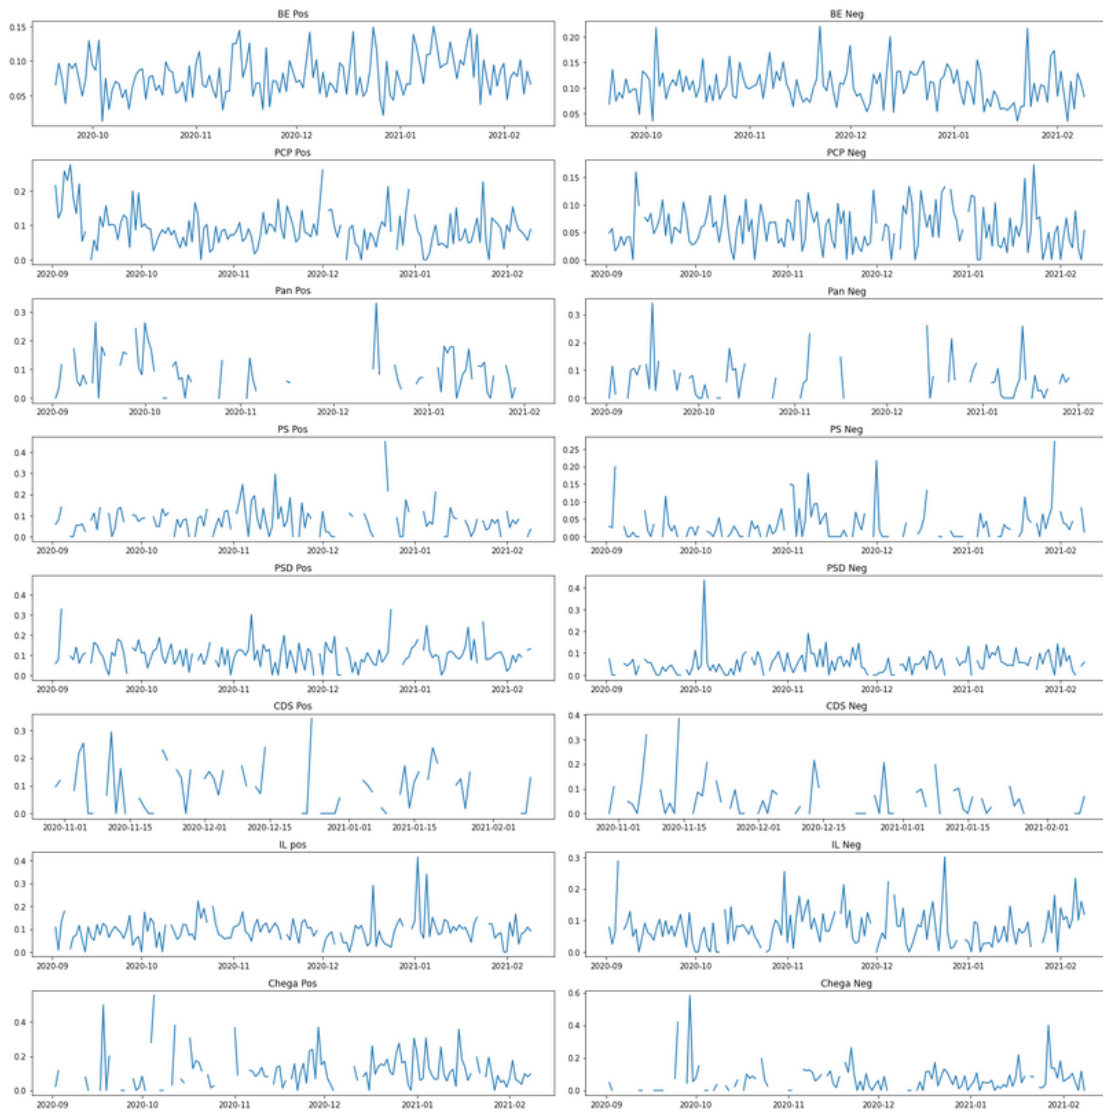 BE Pos BE Neg
0.15 0.10 0.05
0.20 0.15 0.10 0.05
2020-10 2020-11 2020-12 2021-01 2021-02
2020-10 2020-11 2020-12 2021-01 2021-02
PCP Pos PCP Neg
0.2 0.1 0.0
0.15 0.10 0.05 0.00
2020-09 2020-10 2020-11 2020-12 2021-01 2021-02
2020-09 2020-10 2020-11 2020-12 2021-01 2021-02
Pan Pos Pan Neg
0.3 0.2 0.1 0.0
0.3 0.2 0.1 0.0
2020-09 2020-10 2020-11 2020-12 2021-01 2021-02
2020-09 2020-10 2020-11 2020-12 2021-01 2021-02
PS Pos PS Neg
0.4 0.3 0.2 0.1 0.0
0.25 0.20 0.15 0.10 0.05 0.00
2020-09 2020-10 2020-11 2020-12 2021-01 2021-02
2020-09 2020-10 2020-11 2020-12 2021-01 2021-02
PSD Pos PSD Neg
0.4 0.3 0.2 0.1 0.0
0.4 0.3 0.2 0.1 0.0
2020-09 2020-10 2020-11 2020-12 2021-01 2021-02
2020-09 2020-10 2020-11 2020-12 2021-01 2021-02
CDS Pos CDS Neg
0.3 0.2 0.1 0.0
0.4 0.3 0.2 0.1 0.0
2020-11-01 2020-11-15 2020-12-01 2020-12-15 2021-01-01 2021-01-15 2021-02-01
2020-11-01 2020-11-15 2020-12-01 2020-12-15 2021-01-01 2021-01-15 2021-02-01
IL pos IL Neg
0.4 0.3 0.2 0.1 0.0
0.3 0.2 0.1 0.0
2020-09 2020-10 2020-11 2020-12 2021-01 2021-02
2020-09 2020-10 2020-11 2020-12 2021-01 2021-02
Chega Pos Chega Neg
0.4 0.2 0.0
0.6 0.4 0.2 0.0
2020-09 2020-10 2020-11 2020-12 2021-01 2021-02
2020-09 2020-10 2020-11 2020-12 2021-01 2021-02